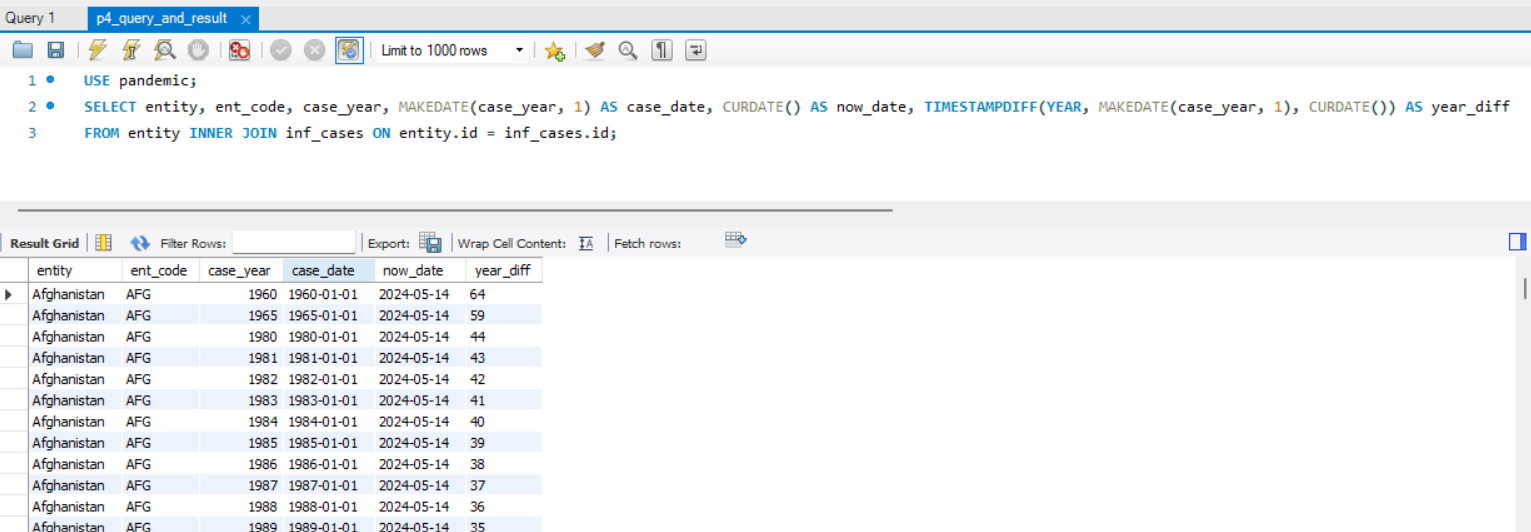 Query 1 p4_query_and_result ×
Limit to 1000 rows
1 USE pandemic;
2 SELECT entity, ent_code, case_year, MAKEDATE(case_year, 1) AS case_date, CURDATE() AS now_date, TIMESTAMPDIFF(YEAR, MAKEDATE(case_year, 1), CURDATE()) AS year_diff
3 FROM entity INNER JOIN inf_cases ON entity.id = inf_cases.id;
Result Grid Filter Rows: Export: Wrap Cell Content: Fetch rows:
entity ent_code case_year case_date now_date year_diff
Afghanistan AFG 1960 1960-01-01 2024-05-14 64
Afghanistan AFG 1965 1965-01-01 2024-05-14 59
Afghanistan AFG 1980 1980-01-01 2024-05-14 44
Afghanistan AFG 1981 1981-01-01 2024-05-14 43
Afghanistan AFG 1982 1982-01-01 2024-05-14 42
Afghanistan AFG 1983 1983-01-01 2024-05-14 41
Afghanistan AFG 1984 1984-01-01 2024-05-14 40
Afghanistan AFG 1985 1985-01-01 2024-05-14 39
Afghanistan AFG 1986 1986-01-01 2024-05-14 38
Afghanistan AFG 1987 1987-01-01 2024-05-14 37
Afghanistan AFG 1988 1988-01-01 2024-05-14 36
Afghanistan AFG 1989 1989-01-01 2024-05-14 35